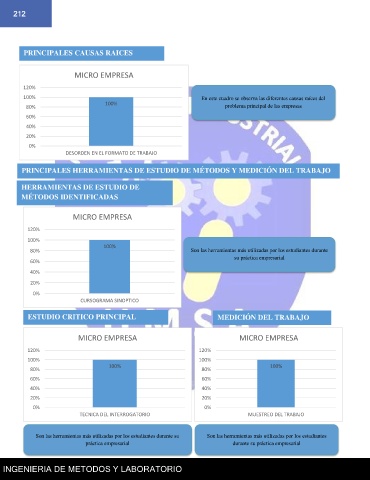 212
PRINCIPALES CAUSAS RAÍCES
MICRO EMPRESA
120%
100%
80%
60%
40%
20%
0%
100%
DESORDEN EN EL FORMATO DE TRABAJO
En este cuadro se observa las diferentes causas raíces del
problema principal de las empresas
PRINCIPALES HERRAMIENTAS DE ESTUDIO DE MÉTODOS Y MEDICIÓN DEL TRABAJO
HERRAMIENTAS DE ESTUDIO DE
MÉTODOS IDENTIFICADAS
MICRO EMPRESA
120%
100%
80%
60%
40%
20%
0%
100%
CURSOGRAMA SINOPTICO
Son las herramientas más utilizadas por los estudiantes durante
su práctica empresarial
ESTUDIO CRITICO PRINCIPAL
MICRO EMPRESA
120%
100%
80%
60%
40%
20%
0%
100%
TECNICA DEL INTERROGATORIO
Son las herramientas más utilizadas por los estudiantes durante su
práctica empresarial
MEDICIÓN DEL TRABAJO
MICRO EMPRESA
120%
100%
80%
60%
40%
20%
0%
100%
MUESTREO DEL TRABAJO
Son las herramientas más utilizadas por los estudiantes
durante su práctica empresarial
INGENIERIA DE METODOS Y LABORATORIO